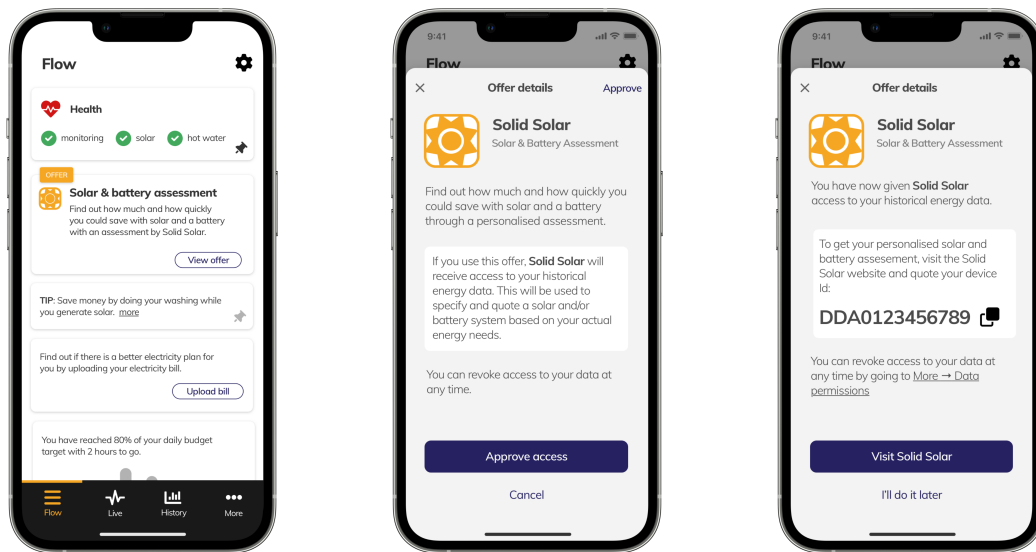 Flow
Health
monitoring
solar
hot water
OFFER
Solar & battery assessment
Find out how much and how quickly
you could save with solar and a battery
with an assessment by Solid Solar.
View offer
TIP: Save money by doing your washing while
you generate solar. more
Find out if there is a better electricity plan for
you by uploading your electricity bill.
Upload bill
You have reached 80% of your daily budget
target with 2 hours to go.
Flow
Live
History
More
9:41
Flow
Offer details
Approve
Solid Solar
Solar & Battery Assessment
Find out how much and how quickly you
could save with solar and a battery
through a personalised assessment.
If you use this offer, Solid Solar will
receive access to your historical
energy data. This will be used to
specify and quote a solar and/or
battery system based on your actual
energy needs.
You can revoke access to your data at
any time.
Approve access
Cancel
9:41
Flow
Offer details
Solid Solar
Solar & Battery Assessment
You have now given Solid Solar
access to your historical energy data.
To get your personalised solar and
battery assesement, visit the Solid
Solar website and quote your device
Id:
DDA0123456789
You can revoke access to your data at
any time by going to More → Data
permissions
Visit Solid Solar
I'll do it later